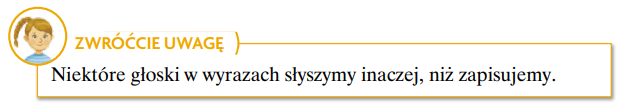 ZWRÓĆCIE UWAGĘ
Niektóre głoski w wyrazach słyszymy inaczej, niż zapisujemy.